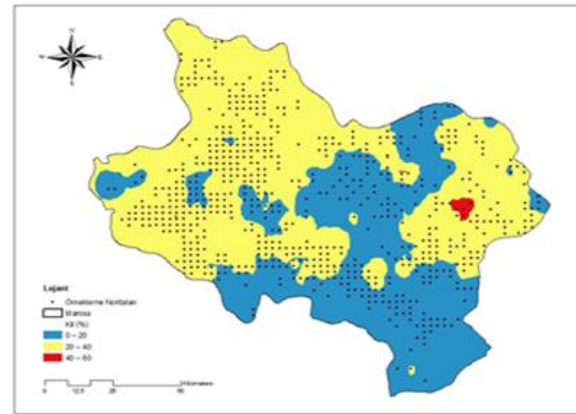 Lejant
Örnekleme Noktaları
Manisa
Kil (%)
0 – 20
20 – 40
40 – 60
0 12,5 25 50
Kilometers